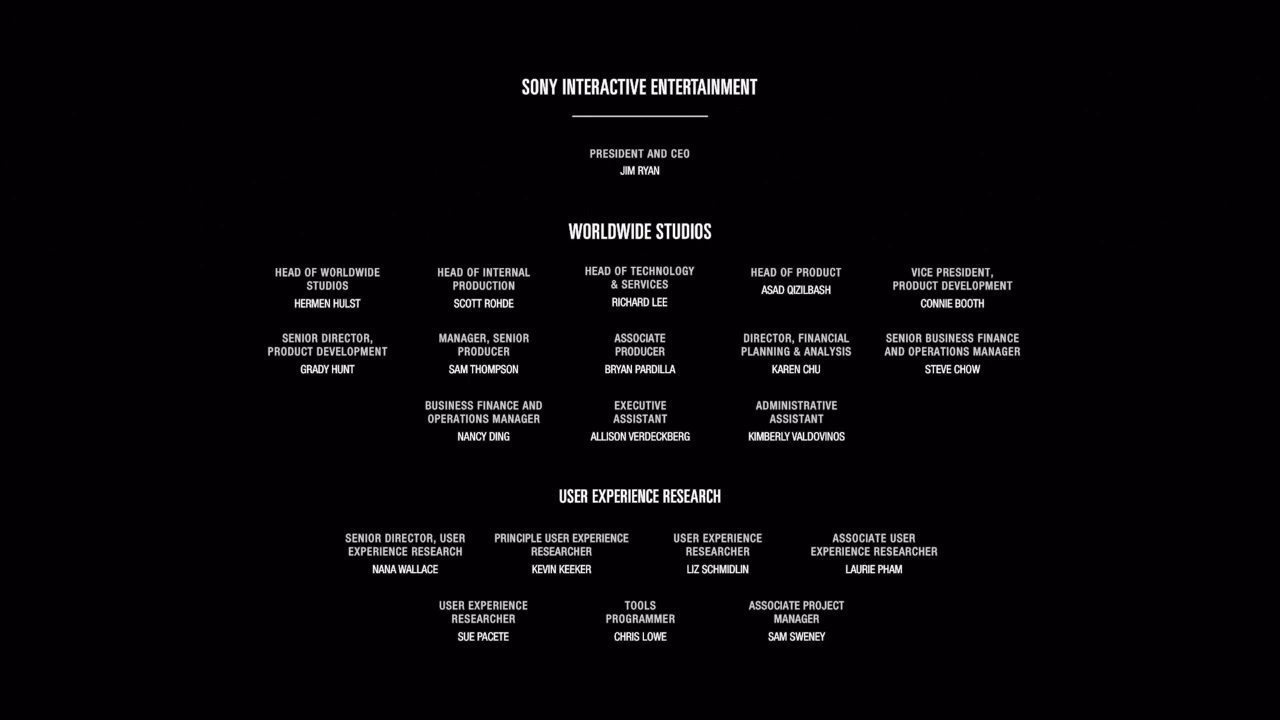 SONY INTERACTIVE ENTERTAINMENT
PRESIDENT AND CEO
JIM RYAN
WORLDWIDE STUDIOS
HEAD OF WORLDWIDE
STUDIOS
HERMEN HULST
HEAD OF INTERNAL
PRODUCTION
SCOTT ROHDE
HEAD OF TECHNOLOGY
& SERVICES
RICHARD LEE
HEAD OF PRODUCT
ASAD QIZILBASH
VICE PRESIDENT,
PRODUCT DEVELOPMENT
CONNIE BOOTH
SENIOR DIRECTOR,
PRODUCT DEVELOPMENT
GRADY HUNT
MANAGER, SENIOR
PRODUCER
SAM THOMPSON
ASSOCIATE
PRODUCER
BRYAN PARDILLA
DIRECTOR, FINANCIAL
PLANNING & ANALYSIS
KAREN CHU
SENIOR BUSINESS FINANCE
AND OPERATIONS MANAGER
STEVE CHOW
BUSINESS FINANCE AND
OPERATIONS MANAGER
NANCY DING
EXECUTIVE
ASSISTANT
ALLISON VERDECKBERG
ADMINISTRATIVE
ASSISTANT
KIMBERLY VALDOVINOS
USER EXPERIENCE RESEARCH
SENIOR DIRECTOR, USER
EXPERIENCE RESEARCH
NANA WALLACE
PRINCIPLE USER EXPERIENCE
RESEARCHER
KEVIN KEEKER
USER EXPERIENCE
RESEARCHER
LIZ SCHMIDLIN
ASSOCIATE USER
EXPERIENCE RESEARCHER
LAURIE PHAM
USER EXPERIENCE
RESEARCHER
SUE PACETE
TOOLS
PROGRAMMER
CHRIS LOWE
ASSOCIATE PROJECT
MANAGER
SAM SWENEY